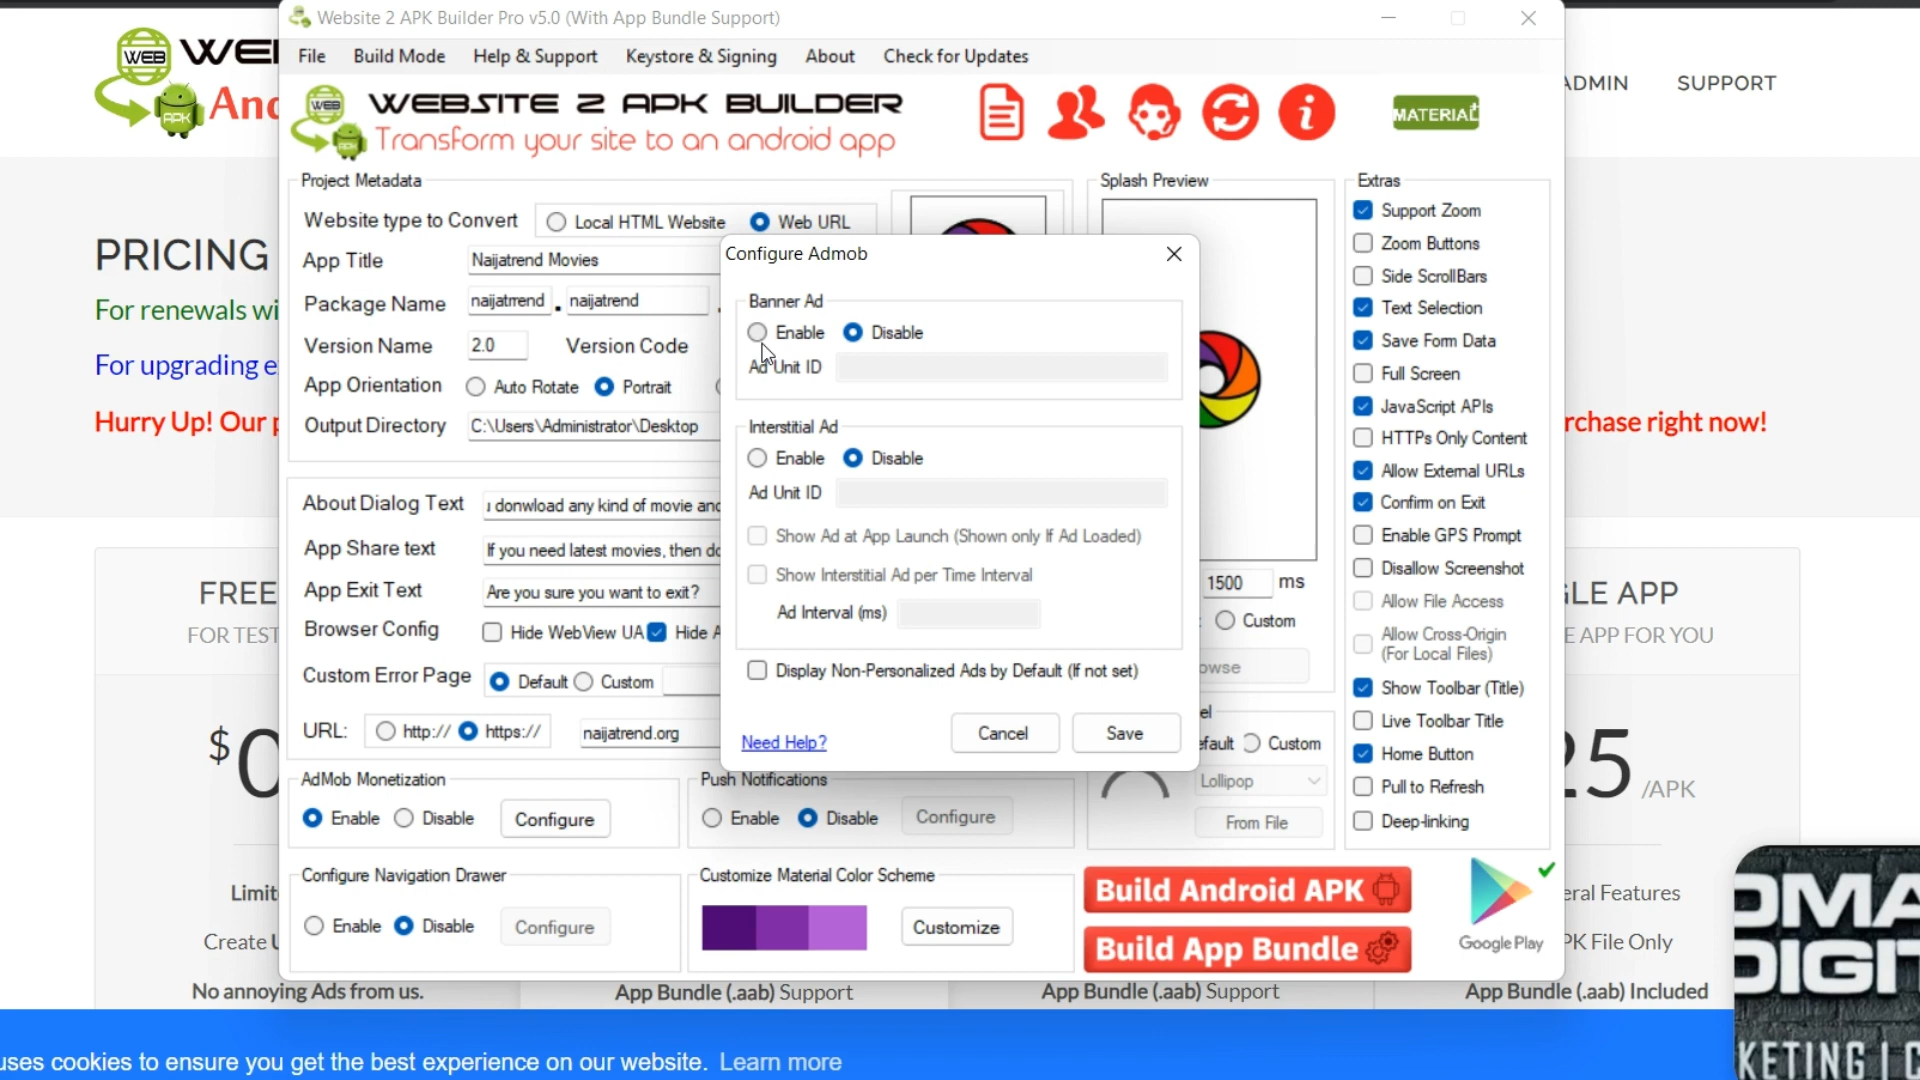 Website 2 APK Builder Pro v5.0 (With App Bundle Support)
File Build Mode Help & Support Keystore & Signing About Check for Updates
WEB
APK
WEBSITE 2 APK BUILDER
Transform your site to an android app
MATERIAL
SUPPORT
PRICING
For renewals
For upgrading
Hurry Up! Our
right now!
Project Metadata
Website type to Convert Local HTML Website Web URL
App Title Naijatrend Movies
Package Name naijatrrend . naijatrend
Version Name 2.0 Version Code
App Orientation Auto Rotate Portrait
Output Directory C:\Users\Administrator\Desktop
About Dialog Text donwload any kind of movie
App Share text If you need latest movies, then
App Exit Text Are you sure you want to exit?
Browser Config Hide WebView UA Hide
Custom Error Page Default Custom
URL: http:// https:// naijatrend.org
AdMob Monetization
Enable Disable Configure
Push Notifications
Enable Disable Configure
Configure Navigation Drawer
Enable Disable Configure
Customize Material Color Scheme
Customize
Configure Admob
Banner Ad
Enable Disable
Ad Unit ID
Interstitial Ad
Enable Disable
Ad Unit ID
Show Ad at App Launch (Shown only If Ad Loaded)
Show Interstitial Ad per Time Interval
Ad Interval (ms)
Display Non-Personalized Ads by Default (If not set)
Need Help? Cancel Save
Splash Preview
1500 ms
Custom
Custom
Lollipop
From File
Build Android APK
Build App Bundle
Google Play
Extras
Support Zoom
Zoom Buttons
Side ScrollBars
Text Selection
Save Form Data
Full Screen
JavaScript APIs
HTTPs Only Content
Allow External URLs
Confirm on Exit
Enable GPS Prompt
Disallow Screenshot
Allow File Access
Allow Cross-Origin
(For Local Files)
Show Toolbar (Title)
Live Toolbar Title
Home Button
Pull to Refresh
Deep-linking
FREE
FOR
$0
Create
No annoying Ads from us.
App Bundle (.aab) Support
App Bundle (.aab) Support
APP
APP FOR YOU
25 /APK
Features
File Only
App Bundle (.aab) Included
uses cookies to ensure you get the best experience on our website. Learn more